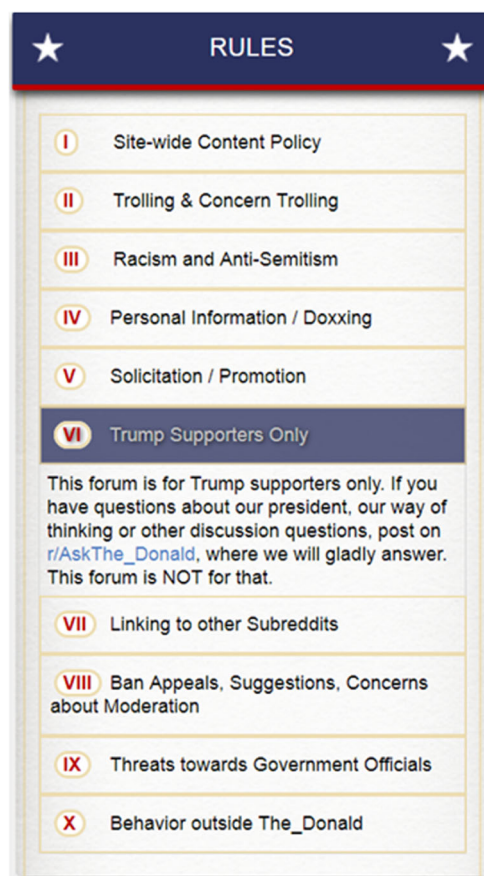 RULES
I Site-wide Content Policy
II Trolling & Concern Trolling
III Racism and Anti-Semitism
IV Personal Information / Doxxing
V Solicitation / Promotion
VI Trump Supporters Only
This forum is for Trump supporters only. If you
have questions about our president, our way of
thinking or other discussion questions, post on
r/AskThe_Donald, where we will gladly answer.
This forum is NOT for that.
VII Linking to other Subreddits
VIII Ban Appeals, Suggestions, Concerns
about Moderation
IX Threats towards Government Officials
X Behavior outside The_Donald